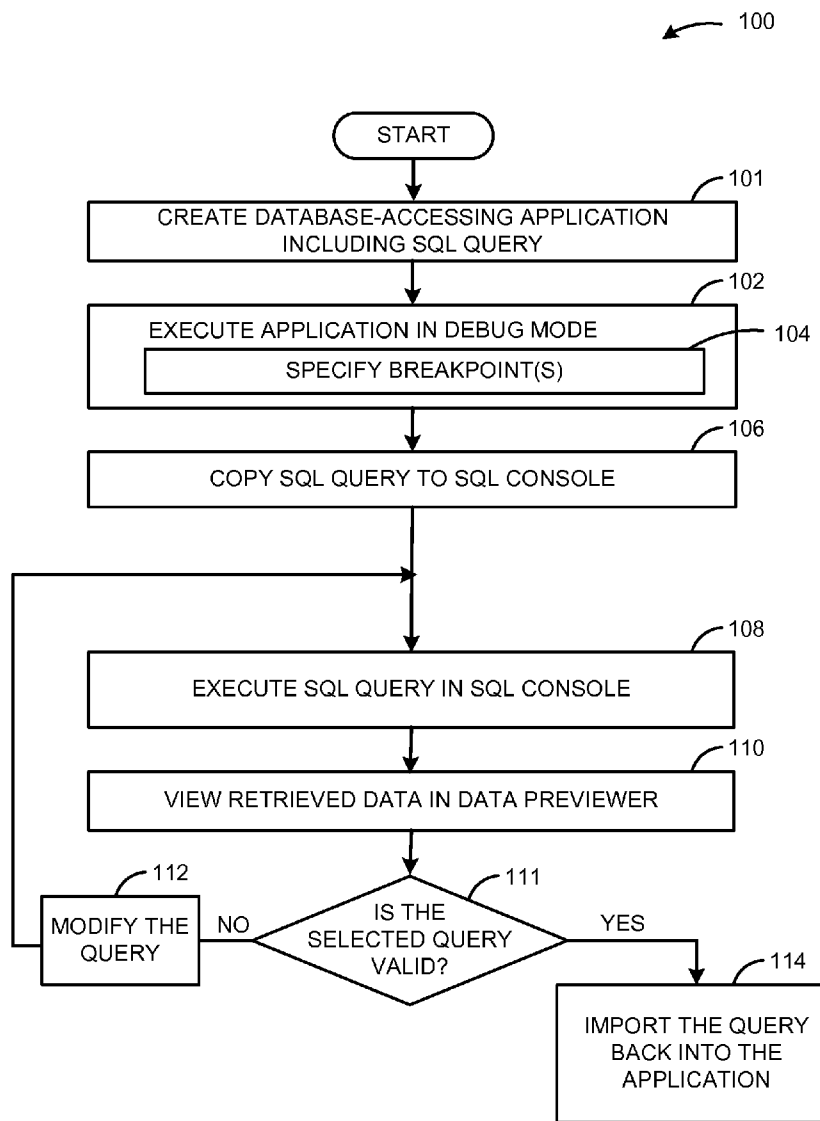 100
START
101
CREATE DATABASE-ACCESSING APPLICATION
INCLUDING SQL QUERY
102
EXECUTE APPLICATION IN DEBUG MODE
104
SPECIFY BREAKPOINT(S)
106
COPY SQL QUERY TO SQL CONSOLE
108
EXECUTE SQL QUERY IN SQL CONSOLE
110
VIEW RETRIEVED DATA IN DATA PREVIEWER
111
IS THE
SELECTED QUERY
VALID?
NO
112
MODIFY THE
QUERY
YES
114
IMPORT THE QUERY
BACK INTO THE
APPLICATION